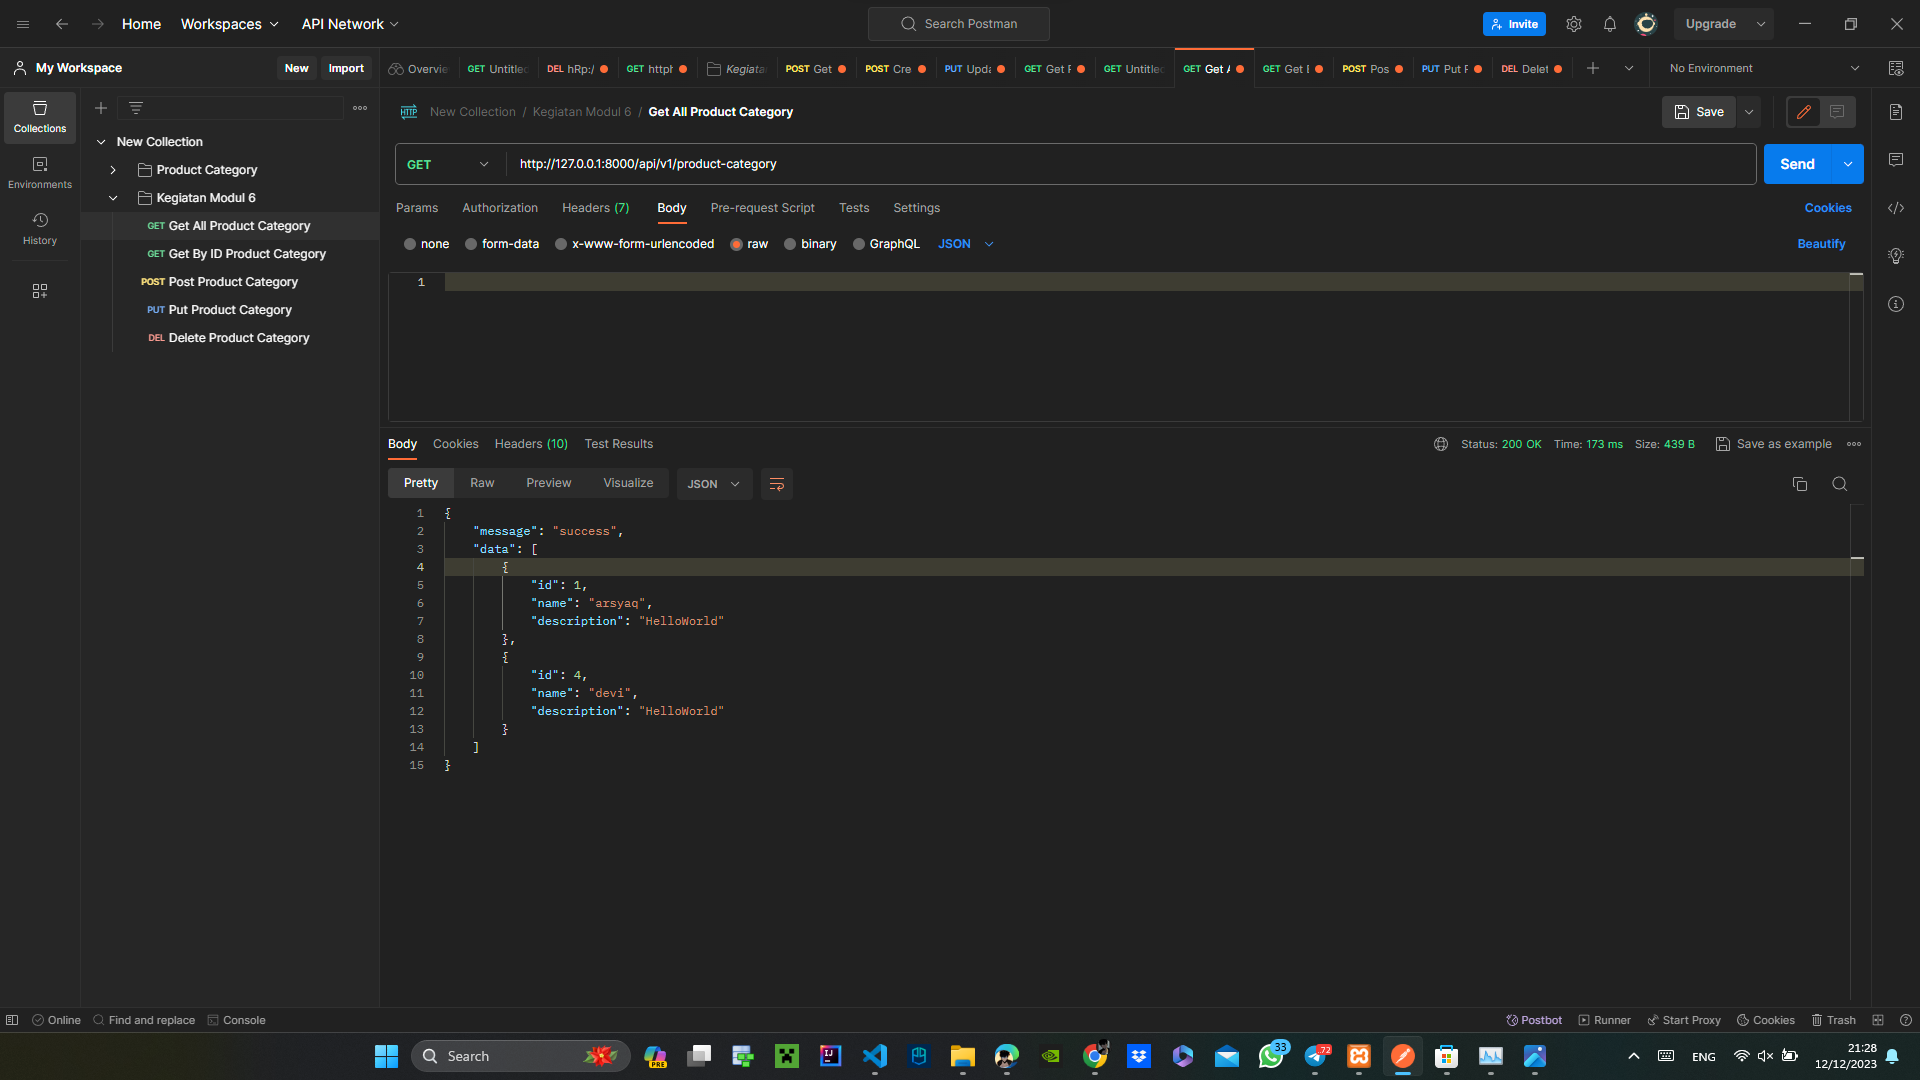 Home Workspaces API Network Search Postman Invite Upgrade
My Workspace New Import
Overvie GET Untitle DEL hRp:/ GET httpl Kegiata POST Get POST Cre PUT Upda GET Get F GET Untitle GET Get A GET Get POST Pos PUT Put F DEL Delet No Environment
Collections
Environments
History
New Collection
Product Category
Kegiatan Modul 6
GET Get All Product Category
GET Get By ID Product Category
POST Post Product Category
PUT Put Product Category
DEL Delete Product Category
HTTP New Collection / Kegiatan Modul 6 / Get All Product Category Save
GET http://127.0.0.1:8000/api/v1/product-category Send
Params Authorization Headers (7) Body Pre-request Script Tests Settings Cookies
none form-data x-www-form-urlencoded raw binary GraphQL JSON Beautify
1
Body Cookies Headers (10) Test Results Status: 200 OK Time: 173 ms Size: 439 B Save as example
Pretty Raw Preview Visualize JSON
1 {
2 "message": "success",
3 "data": [
4 {
5 "id": 1,
6 "name": "arsyaq",
7 "description": "HelloWorld"
8 },
9 {
10 "id": 4,
11 "name": "devi",
12 "description": "HelloWorld"
13 }
14 ]
15 }
Online Find and replace Console Postbot Runner Start Proxy Cookies Trash
Search PRE 33 72 ENG 21:28
12/12/2023